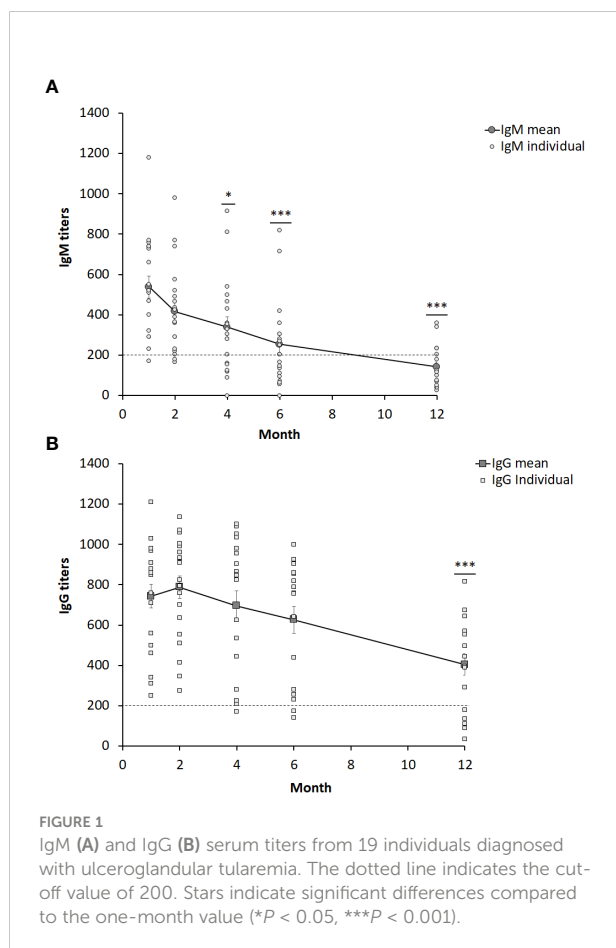 A
1400
1200
1000
800
600
400
200
0
IgM titers
IgM mean
IgM individual
*
***
***
0 2 4 6 8 10 12
Month
B
1400
1200
1000
800
600
400
200
0
IgG titers
IgG mean
IgG Individual
***
0 2 4 6 8 10 12
Month
FIGURE 1
IgM (A) and IgG (B) serum titers from 19 individuals diagnosed
with ulceroglandular tularemia. The dotted line indicates the cut-
off value of 200. Stars indicate significant differences compared
to the one-month value (*P < 0.05, ***P < 0.001).